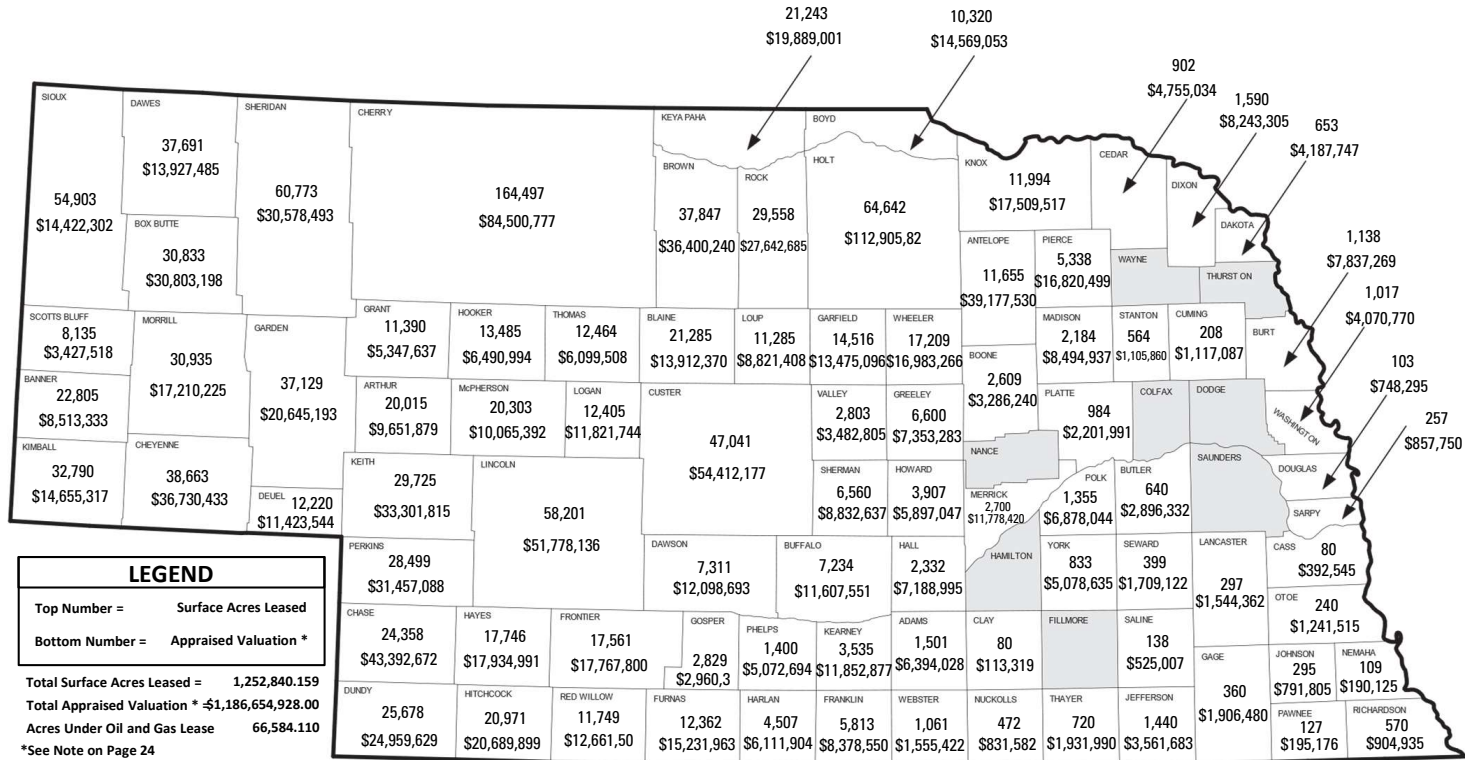 21,243
$19,889,001
10,320
$14,569,053
902
$4,755,034
1,590
$8,243,305
653
$4,187,747
1,138
$7,837,269
1,017
$4,070,770
103
$748,295
257
$857,750
SIOUX
54,903
$14,422,302
DAWES
37,691
$13,927,485
BOX BUTTE
30,833
$30,803,198
SHERIDAN
60,773
$30,578,493
CHERRY
164,497
$84,500,777
KEYA PAHA
BOYD
BROWN
37,847
$36,400,240
ROCK
29,558
$27,642,685
HOLT
64,642
$112,905,82
KNOX
11,994
$17,509,517
CEDAR
DIXON
DAKOTA
ANTELOPE
11,655
$39,177,530
PIERCE
5,338
$16,820,499
WAYNE
THURST ON
SCOTTS BLUFF
8,135
$3,427,518
MORRILL
30,935
$17,210,225
GARDEN
37,129
$20,645,193
GRANT
11,390
$5,347,637
HOOKER
13,485
$6,490,994
THOMAS
12,464
$6,099,508
BLAINE
21,285
$13,912,370
LOUP
11,285
$8,821,408
GARFIELD
14,516
$13,475,096
WHEELER
17,209
$16,983,266
BOONE
2,609
$3,286,240
MADISON
2,184
$8,494,937
STANTON
564
$1,105,860
CUMING
208
$1,117,087
BURT
BANNER
22,805
$8,513,333
ARTHUR
20,015
$9,651,879
McPHERSON
20,303
$10,065,392
LOGAN
12,405
$11,821,744
CUSTER
47,041
$54,412,177
VALLEY
2,803
$3,482,805
GREELEY
6,600
$7,353,283
NANCE
PLATTE
984
$2,201,991
COLFAX
DODGE
WASHINGTON
KIMBALL
32,790
$14,655,317
CHEYENNE
38,663
$36,730,433
DEUEL
12,220
$11,423,544
KEITH
29,725
$33,301,815
LINCOLN
58,201
$51,778,136
SHERMAN
6,560
$8,832,637
HOWARD
3,907
$5,897,047
MERRICK
2,700
$11,778,420
POLK
1,355
$6,878,044
BUTLER
640
$2,896,332
SAUNDERS
DOUGLAS
SARPY
PERKINS
28,499
$31,457,088
DAWSON
7,311
$12,098,693
BUFFALO
7,234
$11,607,551
HALL
2,332
$7,188,995
HAMILTON
YORK
833
$5,078,635
SEWARD
399
$1,709,122
LANCASTER
297
$1,544,362
CASS
80
$392,545
OTOE
240
$1,241,515
CHASE
24,358
$43,392,672
HAYES
17,746
$17,934,991
FRONTIER
17,561
$17,767,800
GOSPER
2,829
$2,960,3
PHELPS
1,400
$5,072,694
KEARNEY
3,535
$11,852,877
ADAMS
1,501
$6,394,028
CLAY
80
$113,319
FILLMORE
SALINE
138
$525,007
GAGE
360
$1,906,480
JOHNSON
295
$791,805
NEMAHA
109
$190,125
DUNDY
25,678
$24,959,629
HITCHCOCK
20,971
$20,689,899
RED WILLOW
11,749
$12,661,50
FURNAS
12,362
$15,231,963
HARLAN
4,507
$6,111,904
FRANKLIN
5,813
$8,378,550
WEBSTER
1,061
$1,555,422
NUCKOLLS
472
$831,582
THAYER
720
$1,931,990
JEFFERSON
1,440
$3,561,683
PAWNEE
127
$195,176
RICHARDSON
570
$904,935
LEGEND
Top Number = Surface Acres Leased
Bottom Number = Appraised Valuation *
Total Surface Acres Leased = 1,252,840.159
Total Appraised Valuation * =$1,186,654,928.00
Acres Under Oil and Gas Lease 66,584.110
*See Note on Page 24